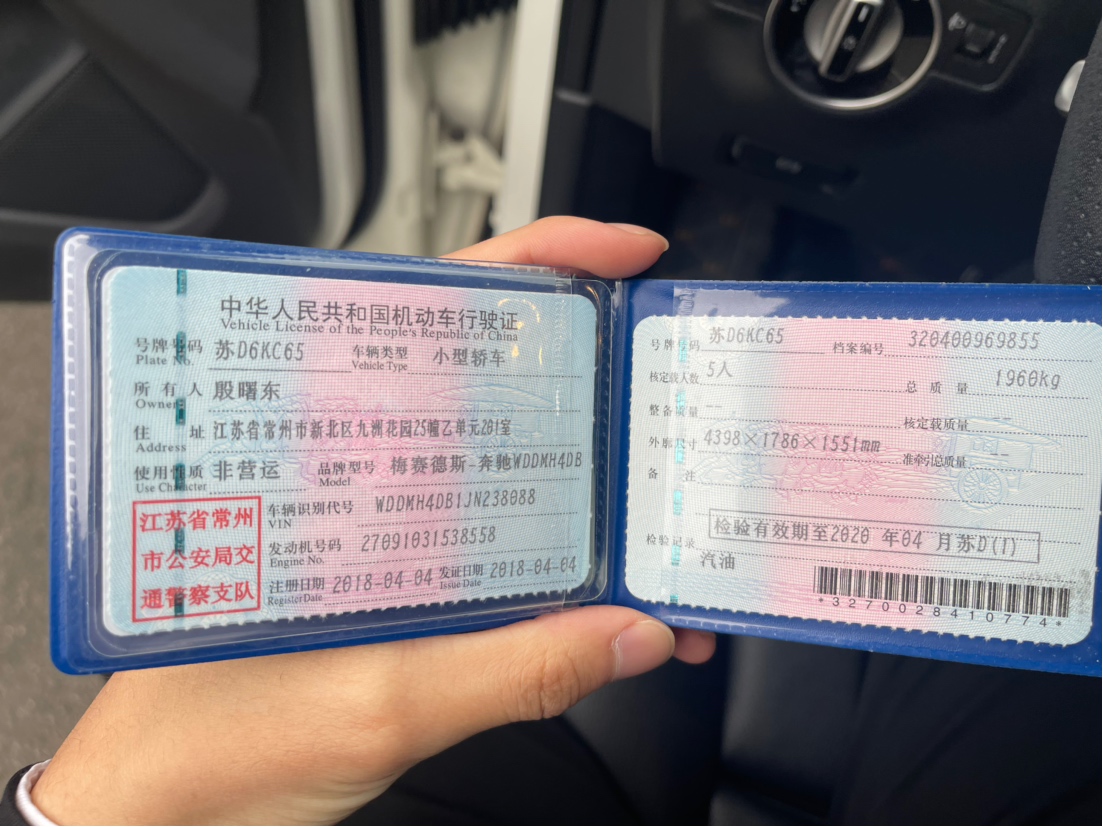 中华人民共和国机动车行驶证
Vehicle License of the People's Republic of China
号牌号码 苏D6KC65 车辆类型 小型轿车
Plate No. Vehicle Type
所有人 殷曙东
Owner
住址 江苏省常州市新北区九洲花园25幢乙单元201室
Address
使用性质 非营运 品牌型号 梅赛德斯-奔驰WDDMH4DB
Use Character Model
江苏省常州
市公安局交
通警察支队
车辆识别代号 WDDMH4DB1JN238088
VIN
发动机号码 27091031538558
Engine No.
注册日期 2018-04-04 发证日期 2018-04-04
Register Date Issue Date
号牌号码 苏D6KC65 档案编号 320400969855
核定载人数 5人 总质量 1960kg
整备质量 -- 核定载质量 --
外廓尺寸 4398×1786×1551mm 准牵引总质量 --
备注
检验有效期至2020 年04 月苏D(1)
检验记录
汽油
*3270028410774*